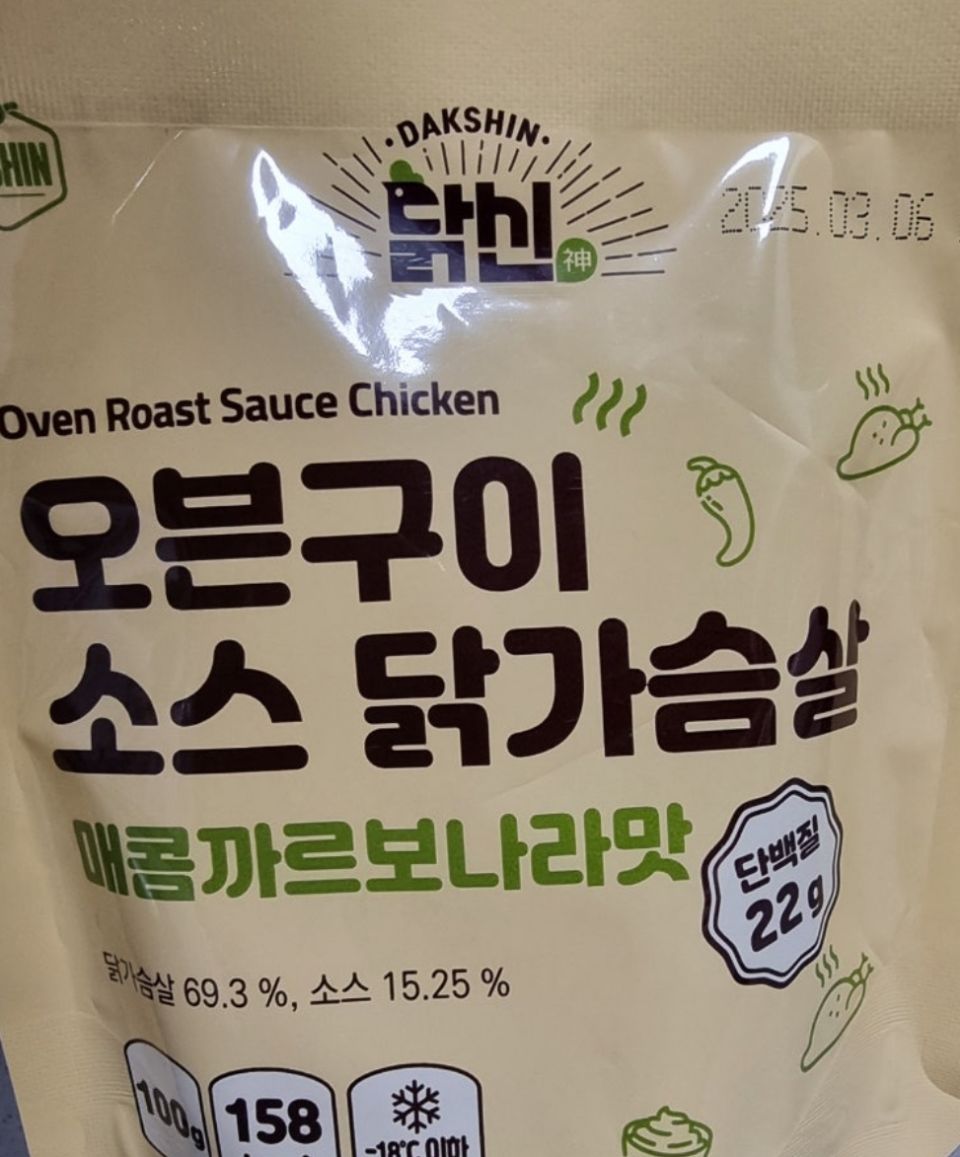 DAKSHIN
HIN
닭신
神
2025.03.06
Oven Roast Sauce Chicken
오븐구이
소스 닭가슴살
매콤까르보나라맛
단백질
22 g
닭가슴살 69.3 %, 소스 15.25 %
100g
158
-18℃ 이하